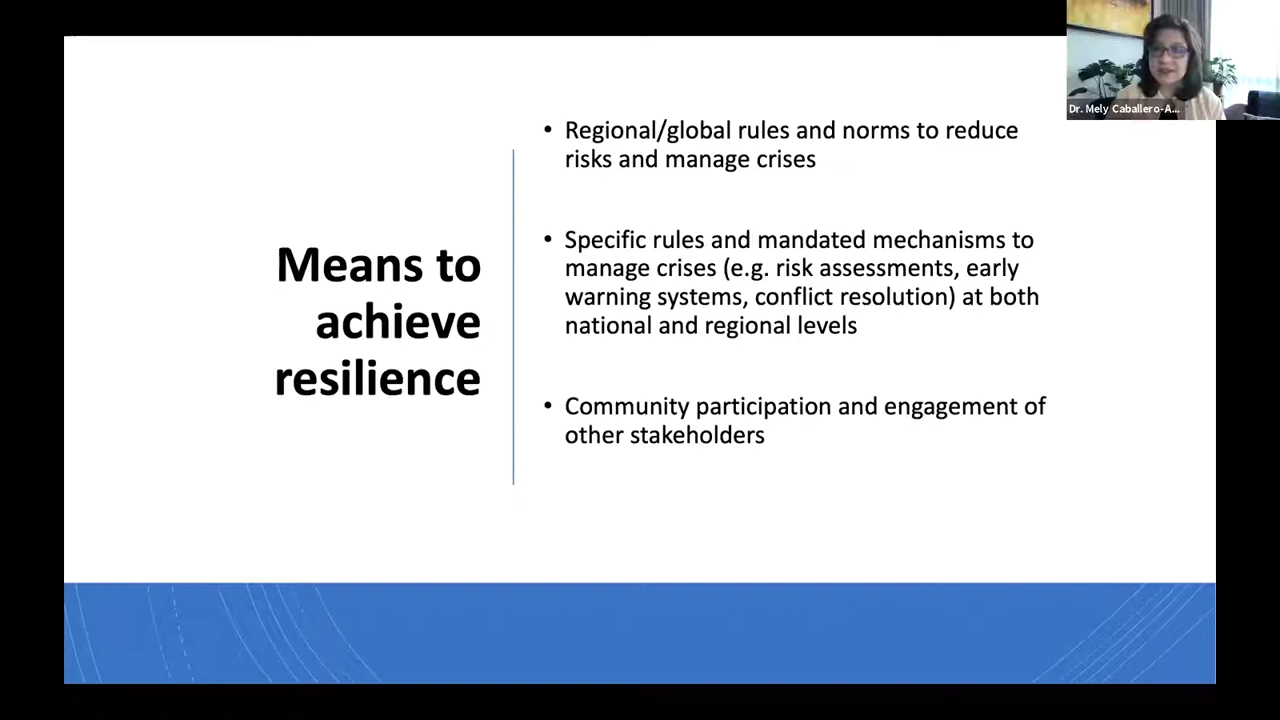 Dr. Mely Caballero-A...
Means to
achieve
resilience
• Regional/global rules and norms to reduce
risks and manage crises
• Specific rules and mandated mechanisms to
manage crises (e.g. risk assessments, early
warning systems, conflict resolution) at both
national and regional levels
• Community participation and engagement of
other stakeholders